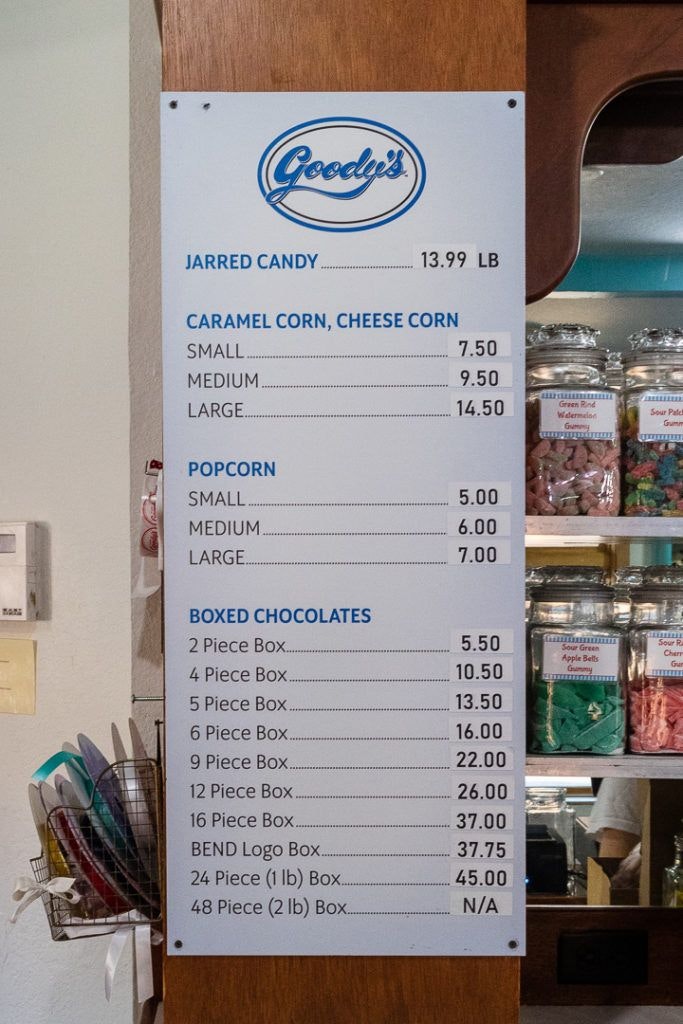 Goody's
JARRED CANDY 13.99 LB
CARAMEL CORN, CHEESE CORN
SMALL 7.50
MEDIUM 9.50
LARGE 14.50
POPCORN
SMALL 5.00
MEDIUM 6.00
LARGE 7.00
BOXED CHOCOLATES
2 Piece Box 5.50
4 Piece Box 10.50
5 Piece Box 13.50
6 Piece Box 16.00
9 Piece Box 22.00
12 Piece Box 26.00
16 Piece Box 37.00
BEND Logo Box 37.75
24 Piece (1 lb) Box 45.00
48 Piece (2 lb) Box N/A
Green Rind
Watermelon
Gummy
Sour
Sour Green
Apple Bells
Gummy
Sour